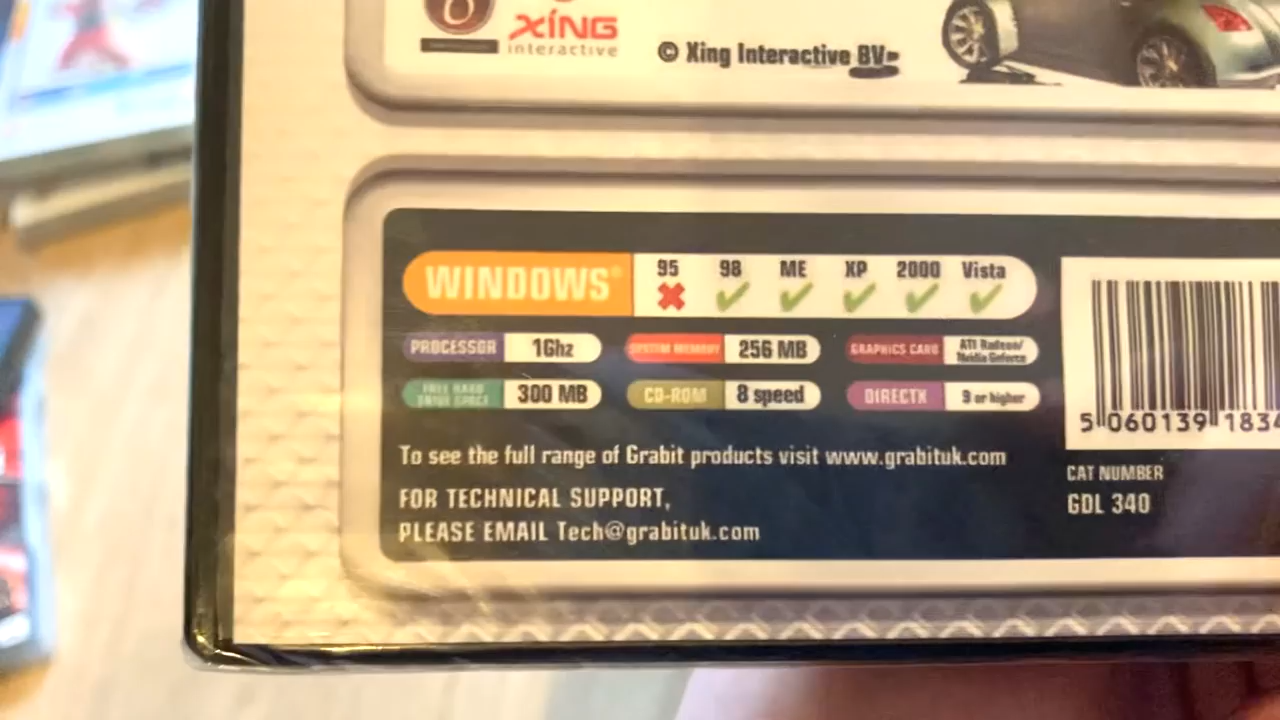 XÍNG
interactive
© Xing Interactive BV
WINDOWS®
95 98 ME XP 2000 Vista
PROCESSOR 1Ghz
SYSTEM MEMORY 256 MB
GRAPHICS CARD ATI Radeon/
Nvidia Geforce
FREE HARD
DRIVE SPACE 300 MB
CD-ROM 8 speed
DIRECTX 9 or higher
5 060139 1834
To see the full range of Grabit products visit www.grabituk.com
FOR TECHNICAL SUPPORT,
PLEASE EMAIL Tech@grabituk.com
CAT NUMBER
GDL 340